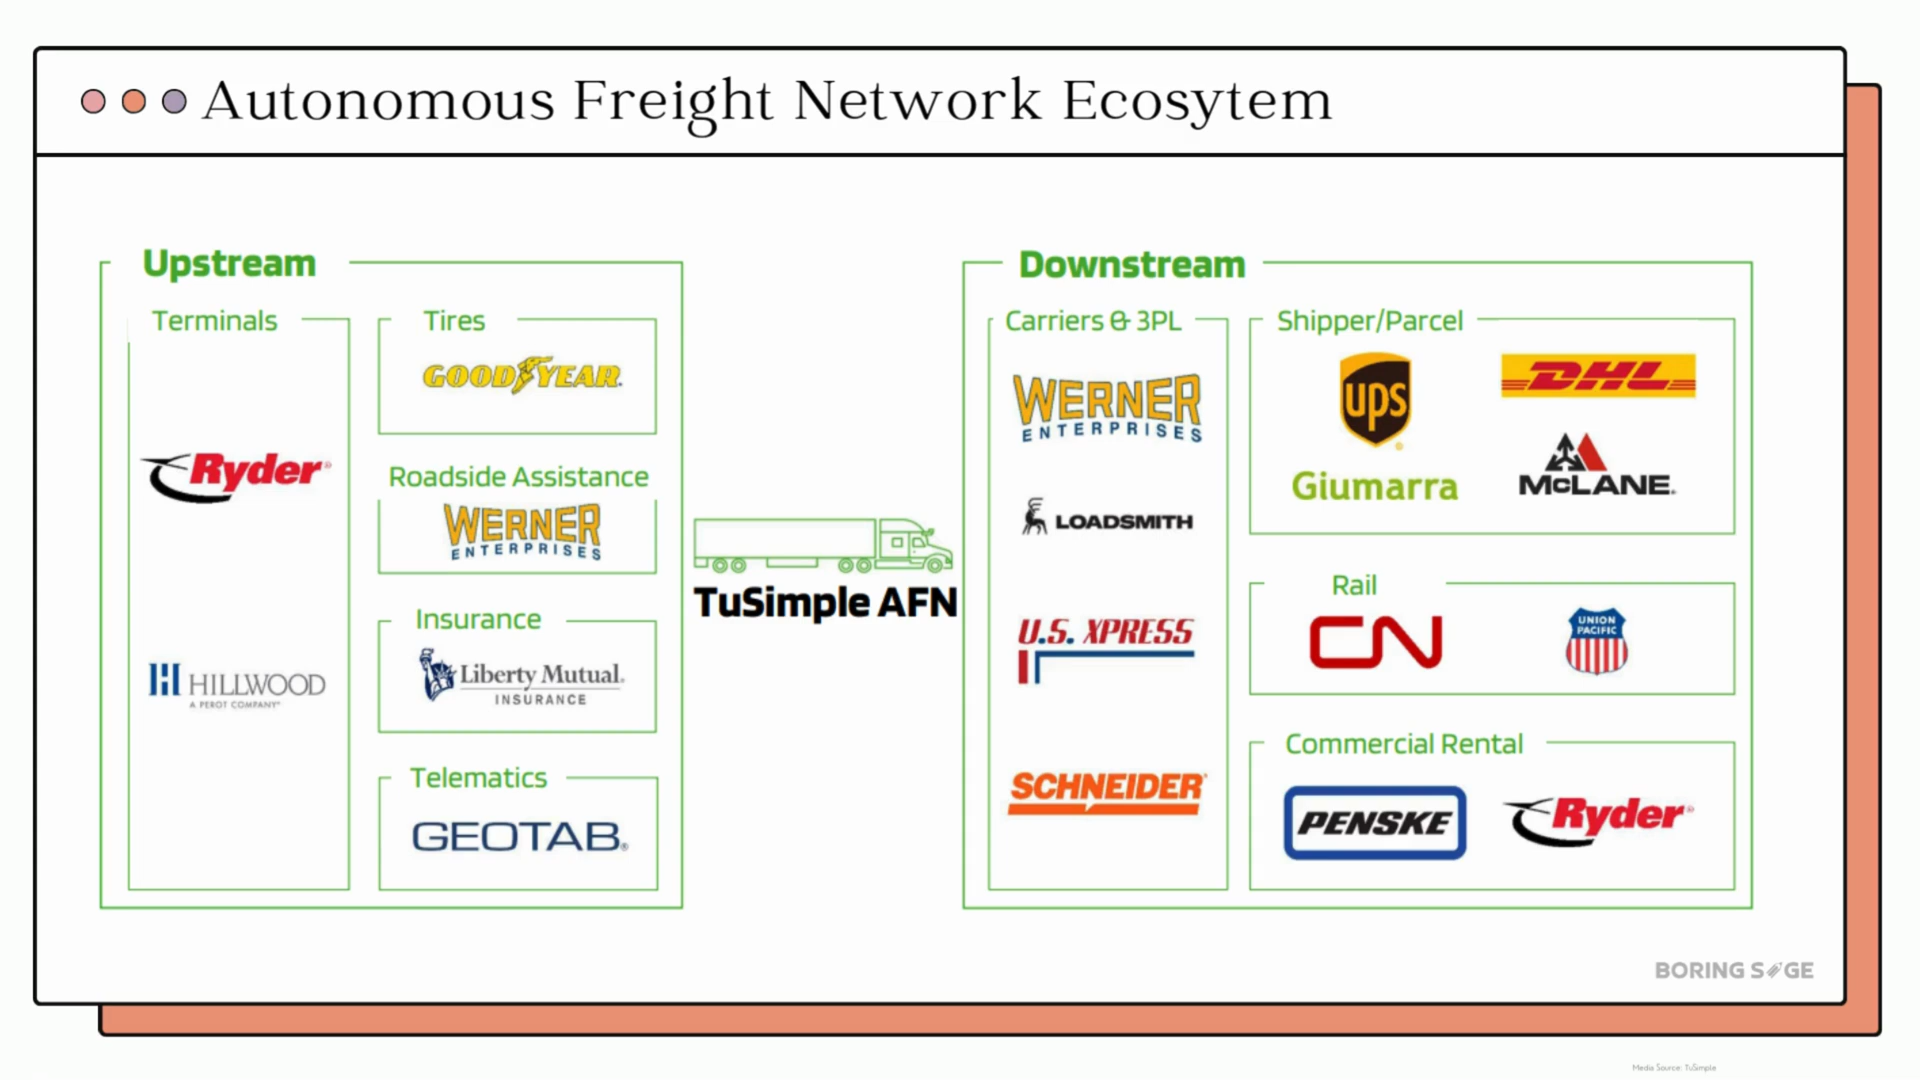 Autonomous Freight Network Ecosytem
Upstream
Terminals
Ryder®
HILLWOOD
A PEROT COMPANY®
Tires
GOODYEAR.
Roadside Assistance
WERNER
ENTERPRISES
Insurance
Liberty Mutual.
INSURANCE
Telematics
GEOTAB®
TuSimple AFN
Downstream
Carriers & 3PL
WERNER
ENTERPRISES
LOADSMITH
U.S. XPRESS
SCHNEIDER
Shipper/Parcel
ups
DHL
Giumarra
McLANE
Rail
CN
UNION
PACIFIC
Commercial Rental
PENSKE
Ryder®
BORING SAGE
Media Source: TuSimple